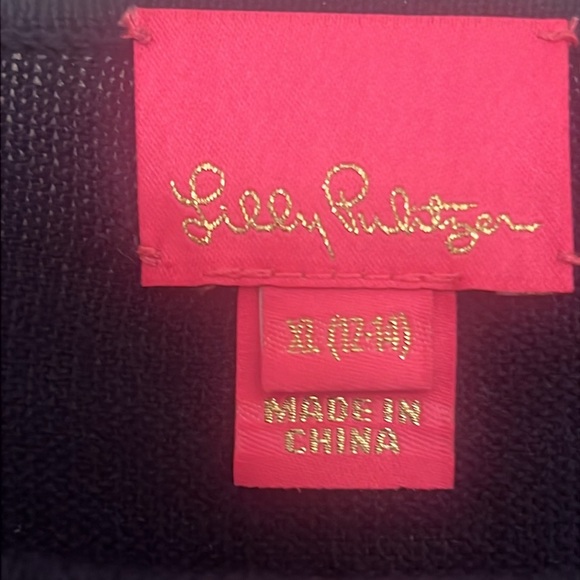 Lilly Pulitzer
XL (12-14)
MADE IN
CHINA